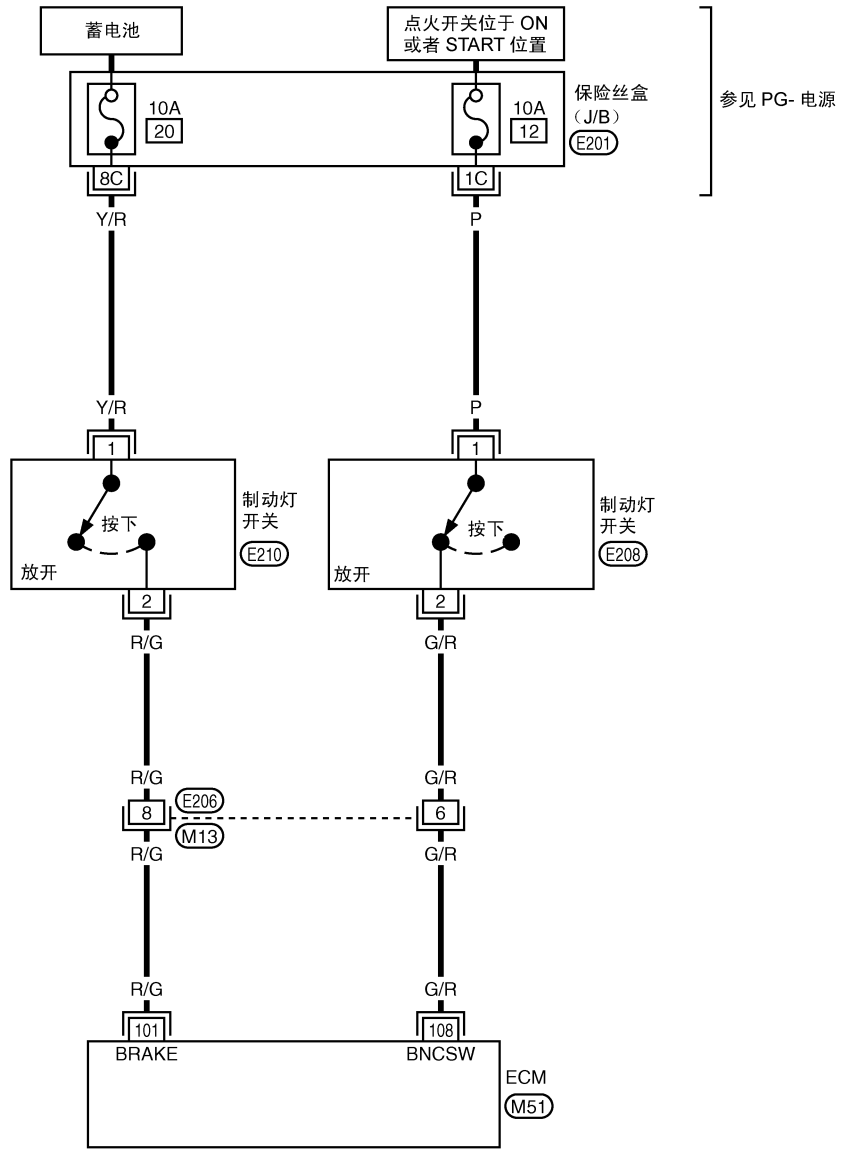 蓄电池
点火开关位于 ON
或者 START 位置
10A
20
10A
12
保险丝盒
（J/B）
E201
参见 PG- 电源
8C
1C
Y/R
P
Y/R
P
1
1
按下
放开
制动灯
开关
E210
按下
放开
制动灯
开关
E208
2
2
R/G
G/R
R/G
G/R
8
E206
M13
6
R/G
G/R
R/G
G/R
101
108
BRAKE
BNCSW
ECM
M51